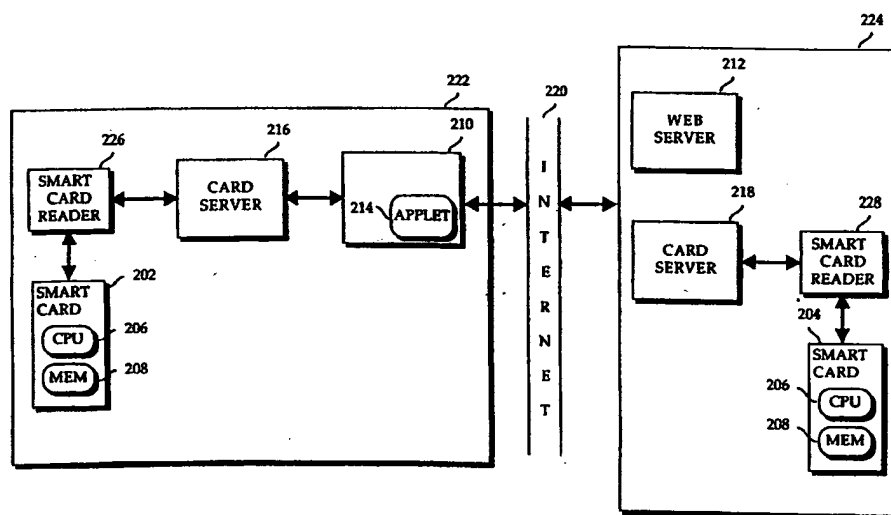 224
212
WEB
SERVER
222
220
210
226
216
SMART
CARD
READER
CARD
SERVER
214
APPLET
INTERNET
218
228
CARD
SERVER
SMART
CARD
READER
202
SMART
CARD
206
CPU
208
MEM
204
SMART
CARD
206
CPU
208
MEM